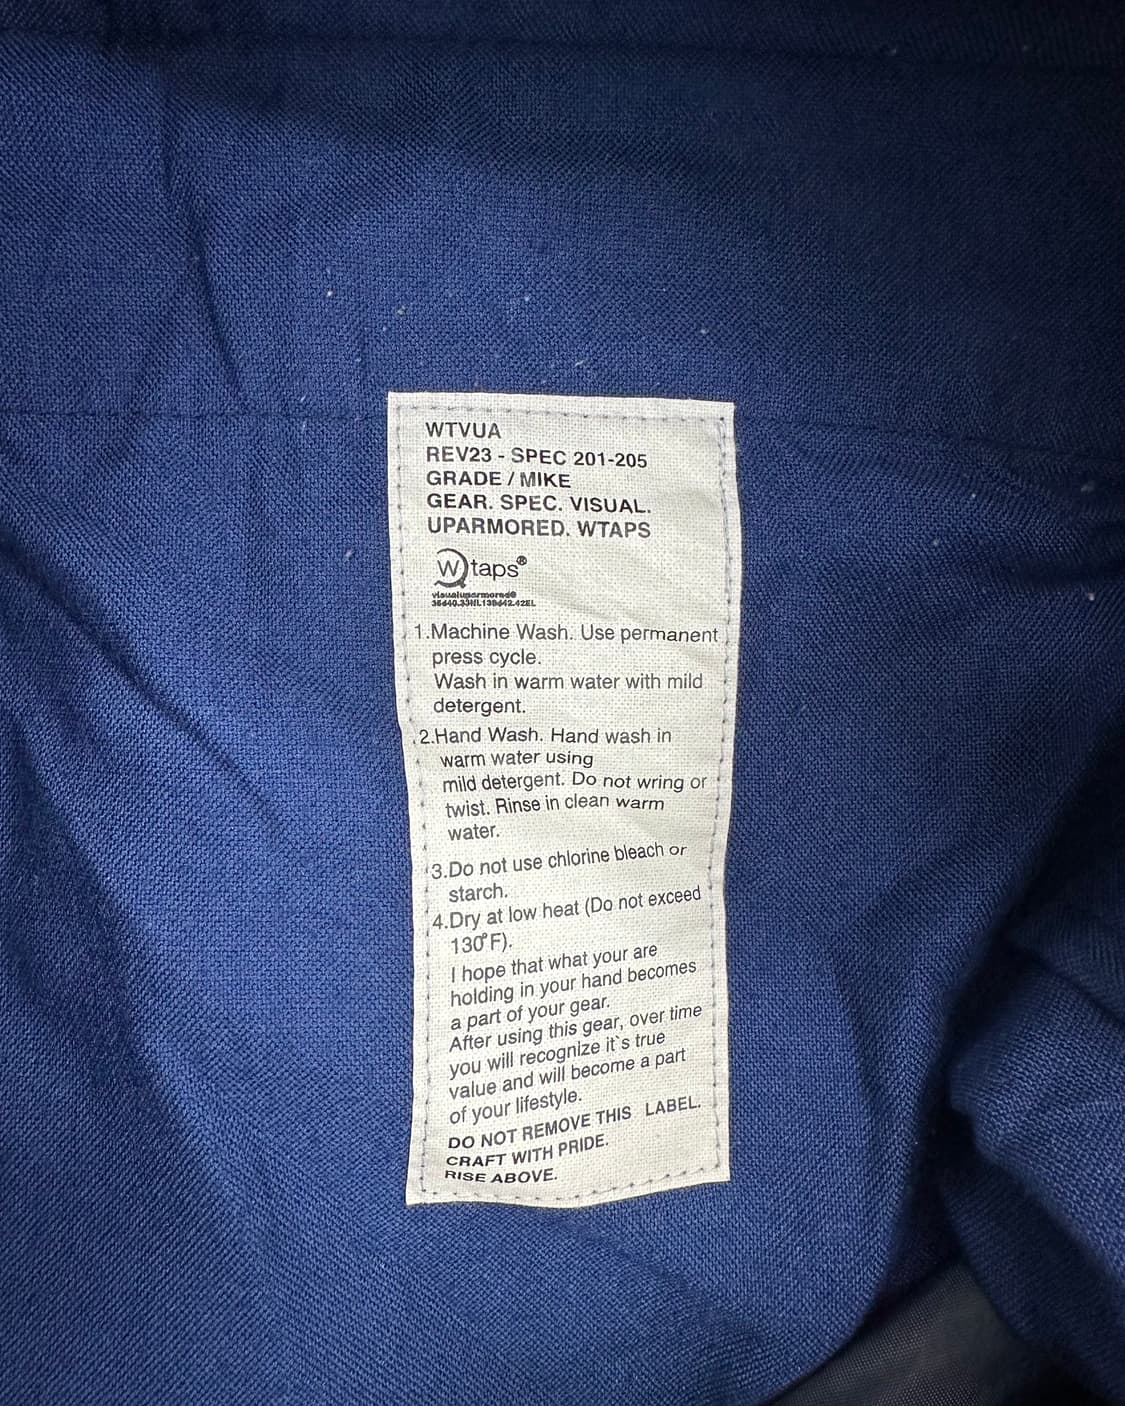 WTVUA
REV23 - SPEC 201-205
GRADE / MIKE
GEAR. SPEC. VISUAL.
UPARMORED. WTAPS
Wtaps®
visualuparmored®
1.Machine Wash. Use permanent
press cycle.
Wash in warm water with mild
detergent.
2.Hand Wash. Hand wash in
warm water using
mild detergent. Do not wring or
twist. Rinse in clean warm
water.
3.Do not use chlorine bleach or
starch.
4.Dry at low heat (Do not exceed
130°F).
I hope that what your are
holding in your hand becomes
a part of your gear.
After using this gear, over time
you will recognize it`s true
value and will become a part
of your lifestyle.
DO NOT REMOVE THIS LABEL.
CRAFT WITH PRIDE.
RISE ABOVE.